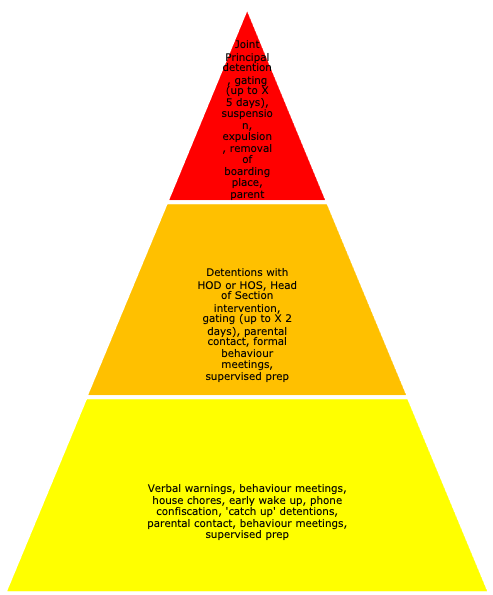 Joint
Principal
detention
, gating
(up to X
5 days),
suspensio
n,
expulsion
, removal
of
boarding
place,
parent
Detentions with
HOD or HOS, Head
of Section
intervention,
gating (up to X 2
days), parental
contact, formal
behaviour
meetings,
supervised prep
Verbal warnings, behaviour meetings,
house chores, early wake up, phone
confiscation, 'catch up' detentions,
parental contact, behaviour meetings,
supervised prep